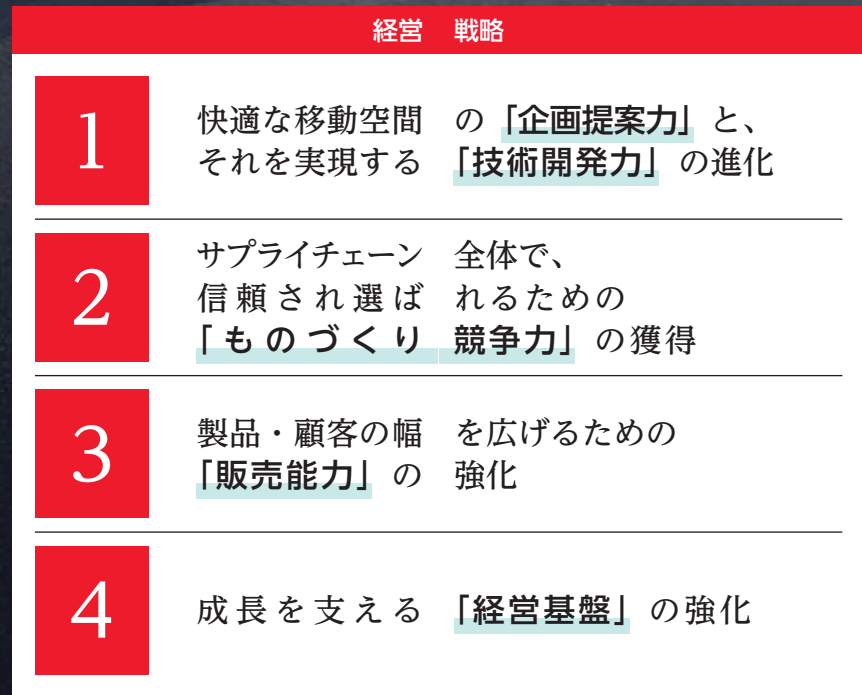 経営 戦略
1
快適な移動空間 の「企画提案力」と、
それを実現する 「技術開発力」の進化
2
サプライチェーン 全体で、
信頼され選ば れるための
「ものづくり 競争力」の獲得
3
製品・顧客の幅 を広げるための
「販売能力」の 強化
4
成長を支える 「経営基盤」の強化